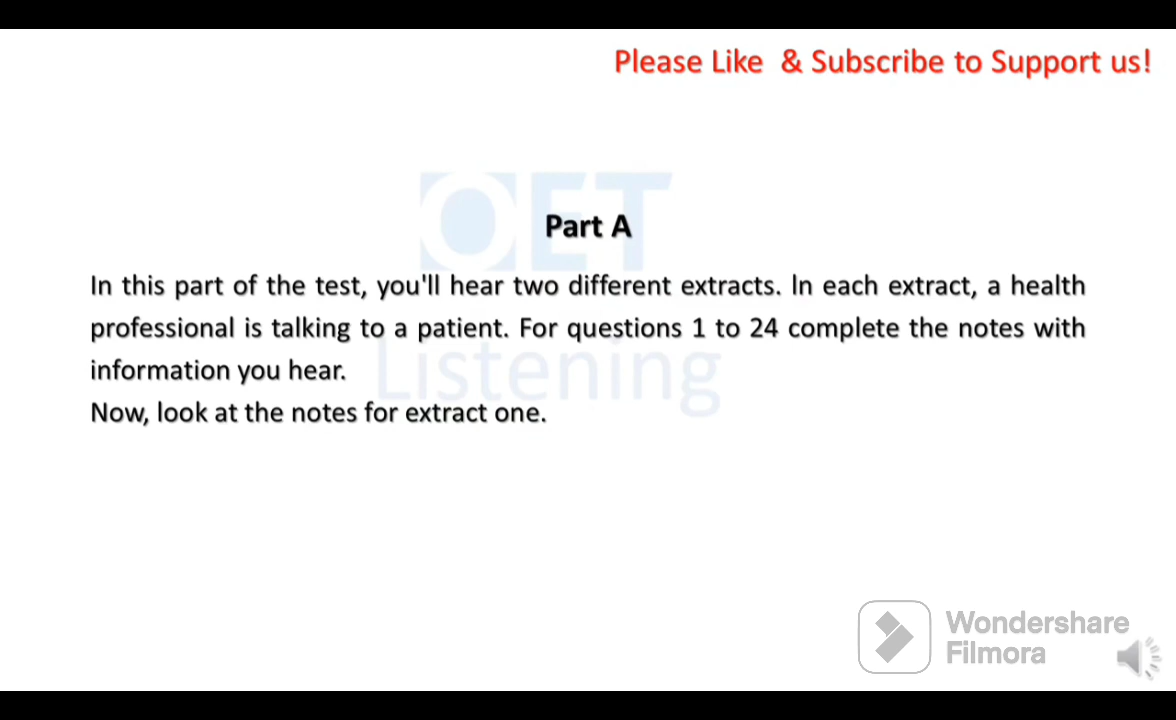 Please Like & Subscribe to Support us!
OET
Part A
In this part of the test, you'll hear two different extracts. In each extract, a health
professional is talking to a patient. For questions 1 to 24 complete the notes with
Listening
information you hear.
Now, look at the notes for extract one.
Wondershare
Filmora